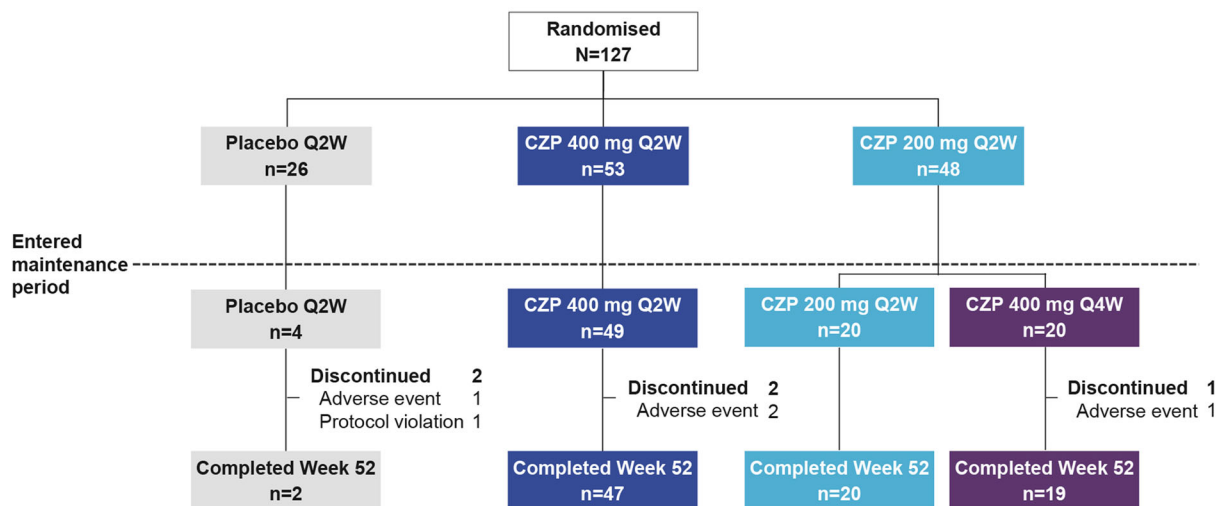 Randomised
N=127
Placebo Q2W
n=26
CZP 400 mg Q2W
n=53
CZP 200 mg Q2W
n=48
Entered
maintenance
period
Placebo Q2W
n=4
CZP 400 mg Q2W
n=49
CZP 200 mg Q2W
n=20
CZP 400 mg Q4W
n=20
Discontinued 2
Adverse event 1
Protocol violation 1
Discontinued 2
Adverse event 2
Discontinued 1
Adverse event 1
Completed Week 52
n=2
Completed Week 52
n=47
Completed Week 52
n=20
Completed Week 52
n=19